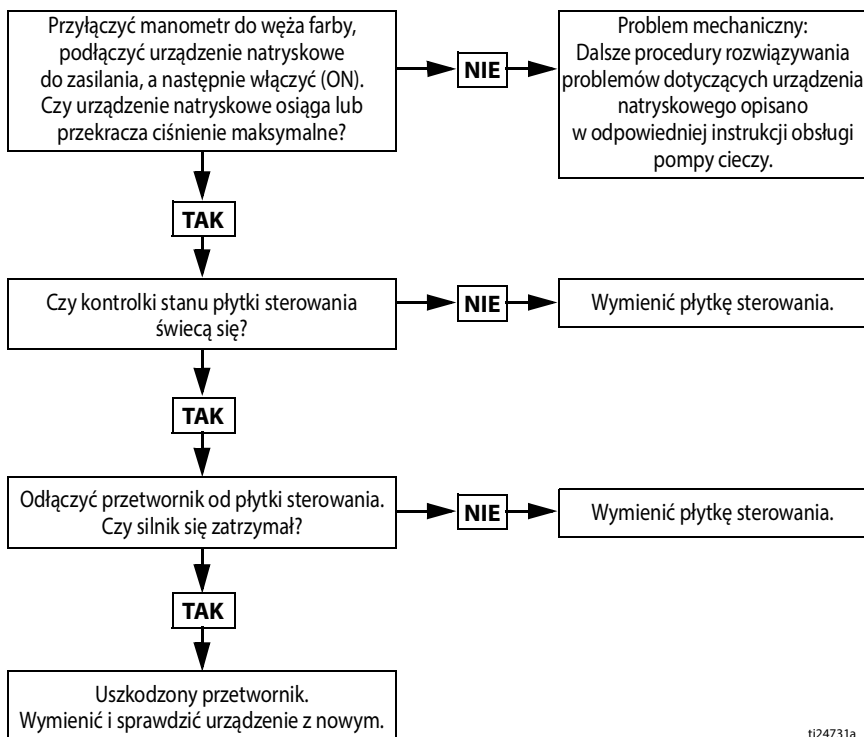 Przyłączyć manometr do węża farby,
podłączyć urządzenie natryskowe
do zasilania, a następnie włączyć (ON).
Czy urządzenie natryskowe osiąga lub
przekracza ciśnienie maksymalne?
NIE
Problem mechaniczny:
Dalsze procedury rozwiązywania
problemów dotyczących urządzenia
natryskowego opisano
w odpowiedniej instrukcji obsługi
pompy cieczy.
TAK
Czy kontrolki stanu płytki sterowania
świecą się?
NIE
Wymienić płytkę sterowania.
TAK
Odłączyć przetwornik od płytki sterowania.
Czy silnik się zatrzymał?
NIE
Wymienić płytkę sterowania.
TAK
Uszkodzony przetwornik.
Wymienić i sprawdzić urządzenie z nowym.
ti24731a